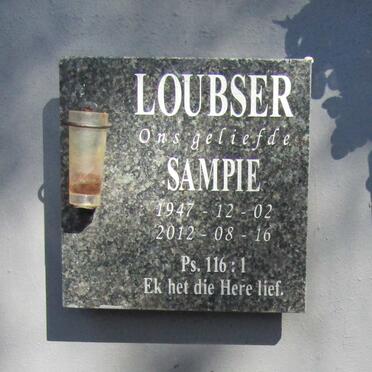 LOUBSER
Ons geliefde
SAMPIE
1947 - 12 - 02
2012 - 08 - 16
Ps. 116 : 1
Ek het die Here lief.